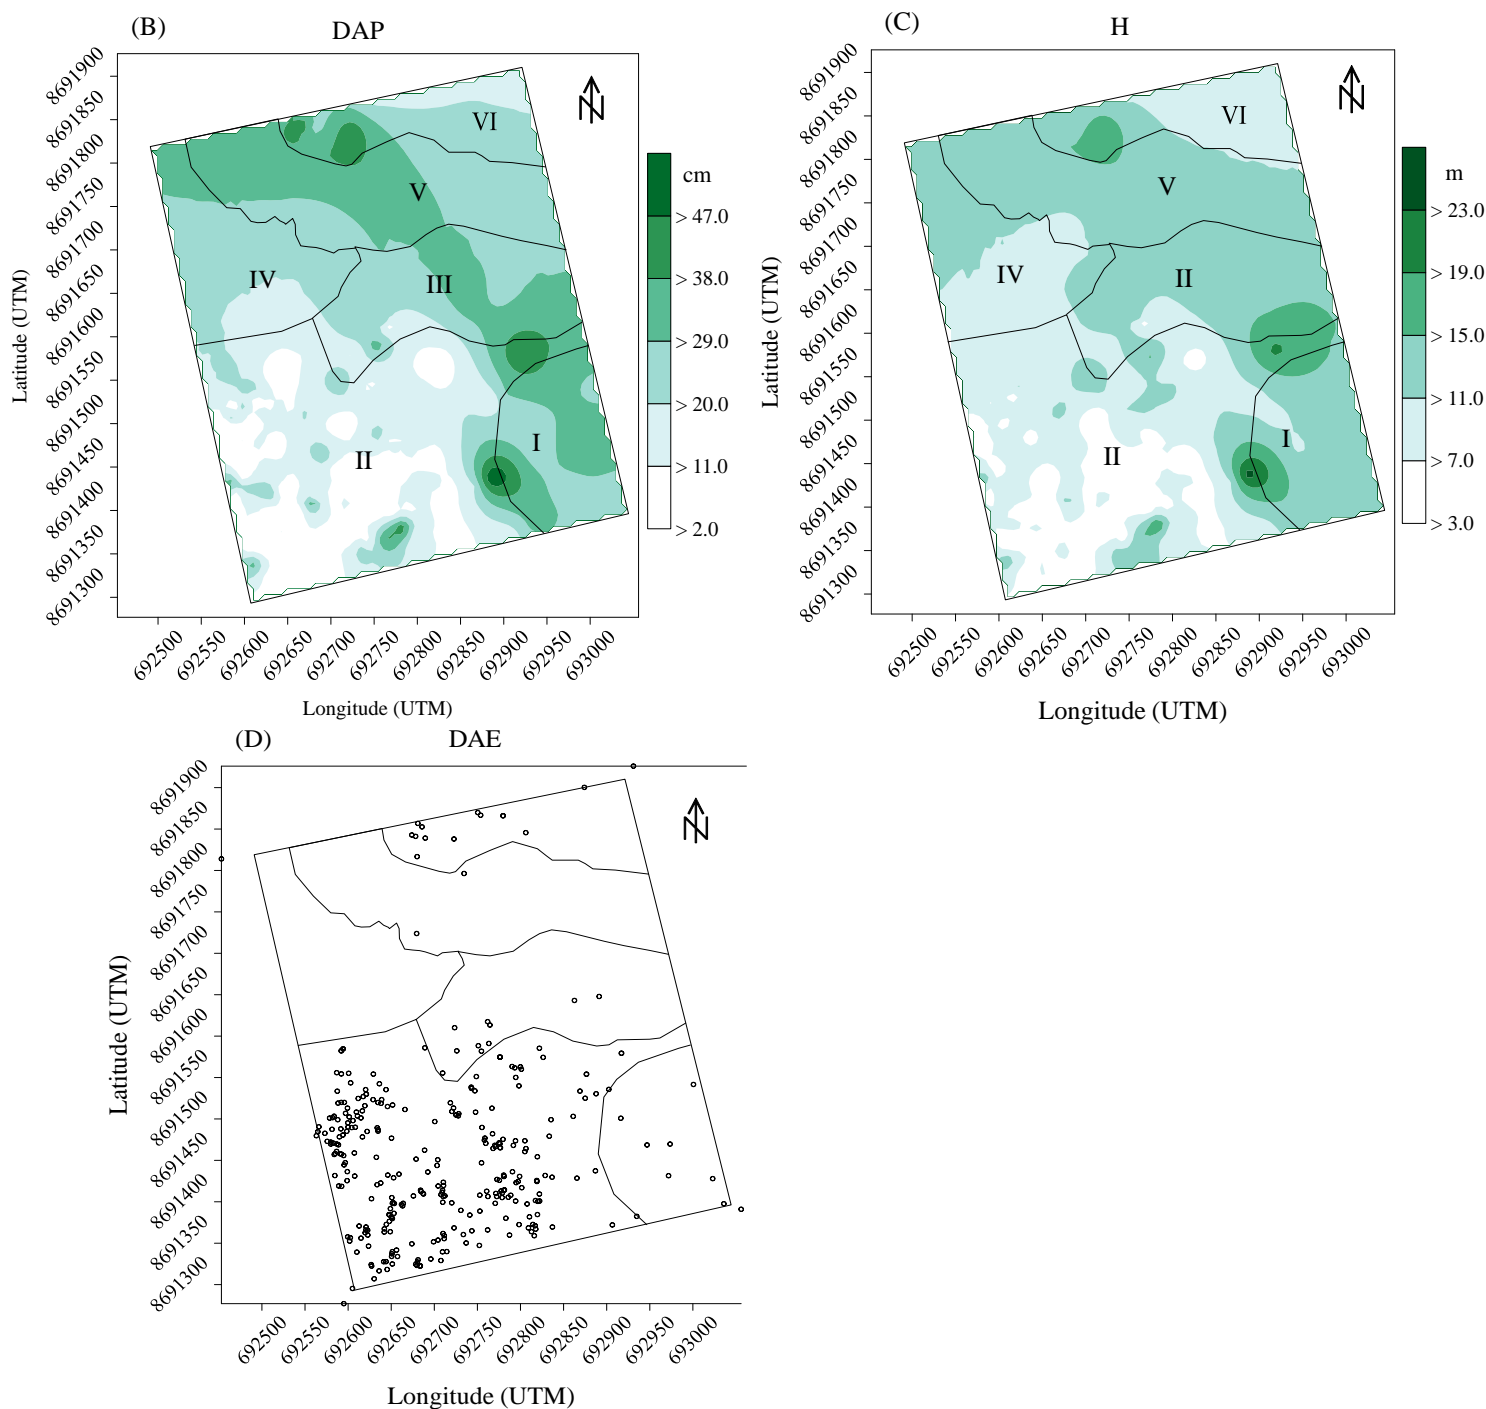 (B)
DAP
8691900
8691850
8691800
8691750
8691700
8691650
8691600
8691550
8691500
8691450
8691400
8691350
8691300
Latitude (UTM)
N
VI
V
IV
III
II
I
cm
> 47.0
> 38.0
> 29.0
> 20.0
> 11.0
> 2.0
692500
692550
692600
692650
692700
692750
692800
692850
692900
692950
693000
Longitude (UTM)
(C)
H
8691900
8691850
8691800
8691750
8691700
8691650
8691600
8691550
8691500
8691450
8691400
8691350
8691300
Latitude (UTM)
N
VI
V
IV
II
II
I
m
> 23.0
> 19.0
> 15.0
> 11.0
> 7.0
> 3.0
692500
692550
692600
692650
692700
692750
692800
692850
692900
692950
693000
Longitude (UTM)
(D)
DAE
8691900
8691850
8691800
8691750
8691700
8691650
8691600
8691550
8691500
8691450
8691400
8691350
8691300
Latitude (UTM)
N
692500
692550
692600
692650
692700
692750
692800
692850
692900
692950
693000
Longitude (UTM)